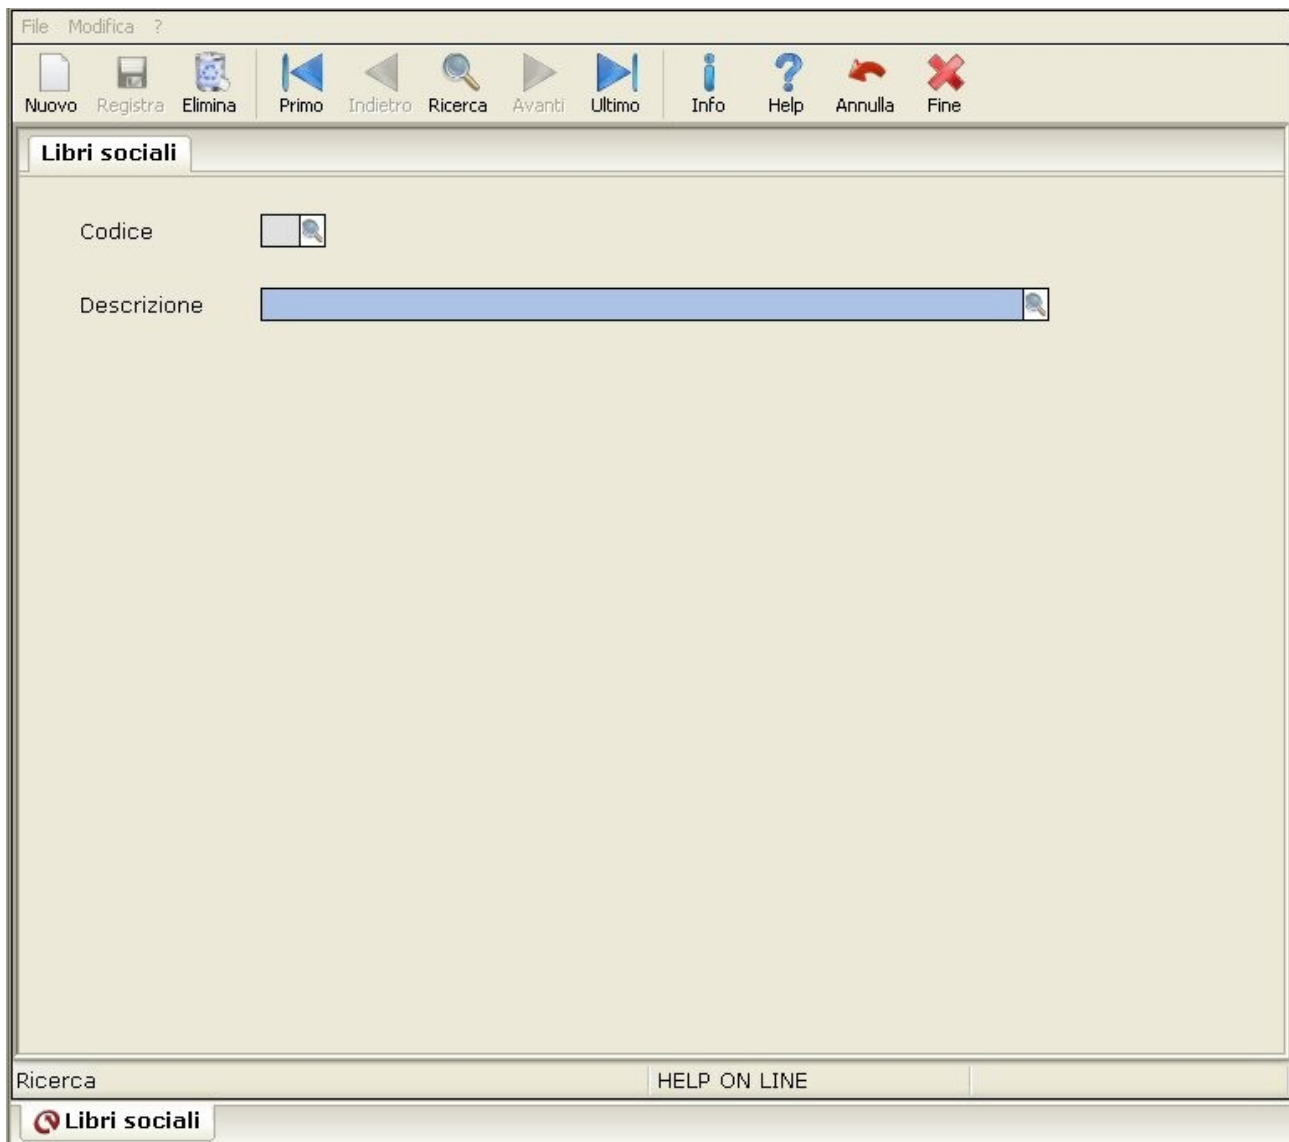 File Modifica ?
Nuovo Registra Elimina Primo Indietro Ricerca Avanti Ultimo Info Help Annulla Fine
Libri sociali
Codice
Descrizione
Ricerca HELP ON LINE
Libri sociali